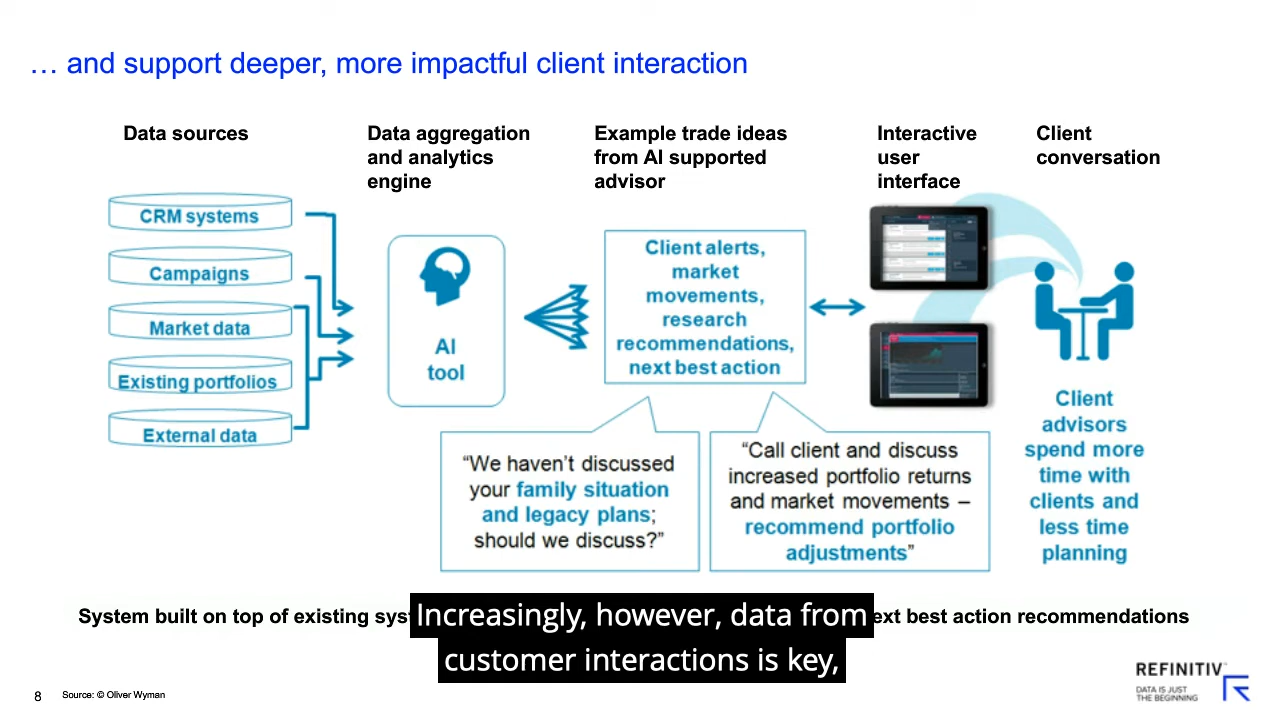 … and support deeper, more impactful client interaction
Data sources
Data aggregation
and analytics
engine
Example trade ideas
from AI supported
advisor
Interactive
user
interface
Client
conversation
CRM systems
Campaigns
Market data
Existing portfolios
External data
AI
tool
Client alerts,
market
movements,
research
recommendations,
next best action
“We haven’t discussed
your family situation
and legacy plans;
should we discuss?”
“Call client and discuss
increased portfolio returns
and market movements –
recommend portfolio
adjustments”
Client
advisors
spend more
time with
clients and
less time
planning
System built on top of existing
best action recommendations
Increasingly, however, data from
customer interactions is key,
8
Source: © Oliver Wyman
REFINITIV
DATA IS JUST
THE BEGINNING